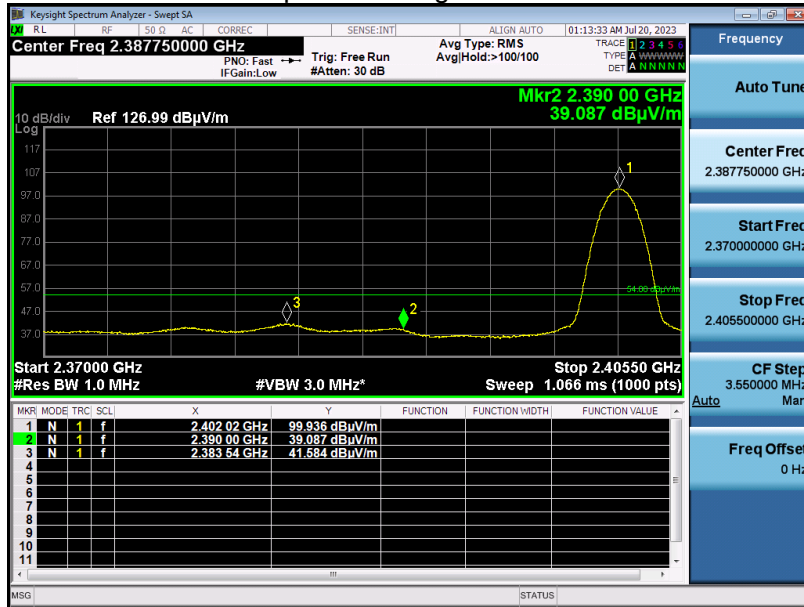 Keysight Spectrum Analyzer - Swept SA
LXI RL RF 50 Ω AC CORREC SENSE:INT ALIGN AUTO 01:13:33 AM Jul 20, 2023
Center Freq 2.387750000 GHz
PNO: Fast
IFGain:Low
Trig: Free Run
#Atten: 30 dB
Avg Type: RMS
Avg|Hold:>100/100
TRACE 1 2 3 4 5 6
TYPE A WWWWW
DET A N N N N N
Mkr2 2.390 00 GHz
39.087 dBµV/m
10 dB/div Ref 126.99 dBµV/m
Log
117
107
97.0
87.0
77.0
67.0
57.0
47.0
37.0
1
2
3
54.00 dBµV/m
Start 2.37000 GHz Stop 2.40550 GHz
#Res BW 1.0 MHz #VBW 3.0 MHz* Sweep 1.066 ms (1000 pts)
MKR MODE TRC SCL X Y FUNCTION FUNCTION WIDTH FUNCTION VALUE
1 N 1 f 2.402 02 GHz 99.936 dBµV/m
2 N 1 f 2.390 00 GHz 39.087 dBµV/m
3 N 1 f 2.383 54 GHz 41.584 dBµV/m
4
5
6
7
8
9
10
11
MSG STATUS
Frequency
Auto Tune
Center Freq
2.387750000 GHz
Start Freq
2.370000000 GHz
Stop Freq
2.405500000 GHz
CF Step
3.550000 MHz
Auto Man
Freq Offset
0 Hz